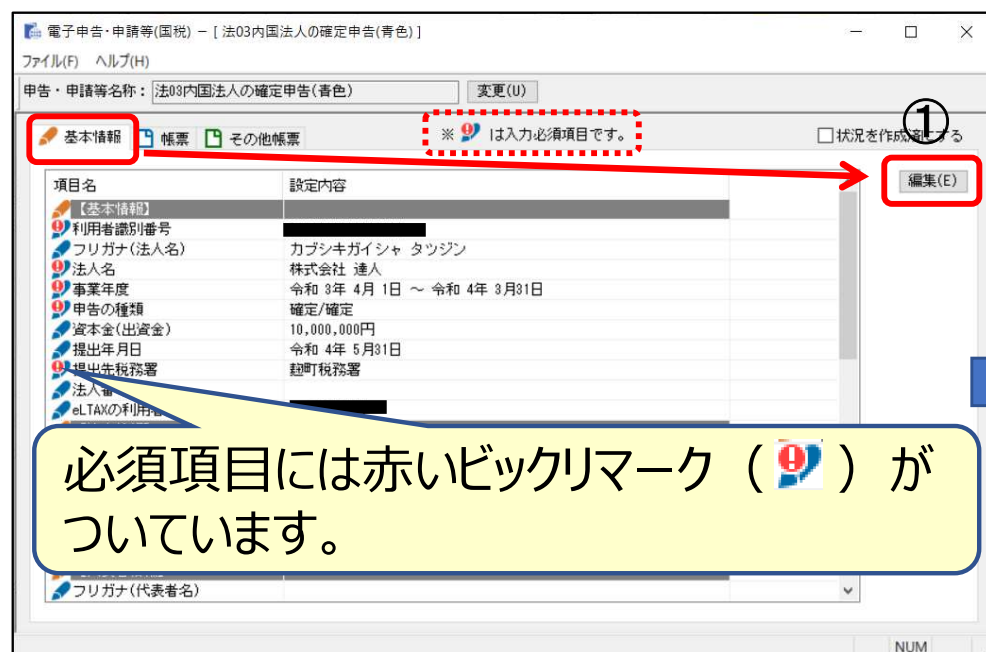 電子申告・申請等(国税) － [ 法03内国法人の確定申告(青色) ]
ファイル(F) ヘルプ(H)
申告・申請等名称： 法03内国法人の確定申告(青色) 変更(U)
①
基本情報 帳票 その他帳票 ※ は入力必須項目です。 状況を作成済にする
編集(E)
項目名 設定内容
【基本情報】
利用者識別番号
フリガナ(法人名) カブシキガイシャ タツジン
法人名 株式会社 達人
事業年度 令和 3年 4月 1日 ～ 令和 4年 3月31日
申告の種類 確定/確定
資本金(出資金) 10,000,000円
提出年月日 令和 4年 5月31日
提出先税務署 麹町税務署
法人番
eLTAXの利用者
必須項目には赤いビックリマーク（ ）が
ついています。
フリガナ(代表者名)
NUM